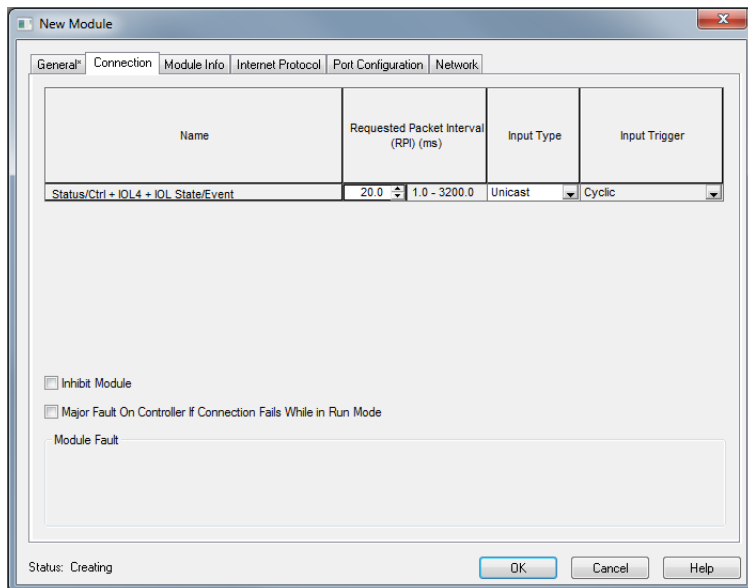 New Module
General* Connection Module Info Internet Protocol Port Configuration Network
Name
Requested Packet Interval
(RPI) (ms)
Input Type
Input Trigger
Status/Ctrl + IOL4 + IOL State/Event 20.0 1.0 - 3200.0 Unicast Cyclic
Inhibit Module
Major Fault On Controller If Connection Fails While in Run Mode
Module Fault
Status: Creating
OK Cancel Help